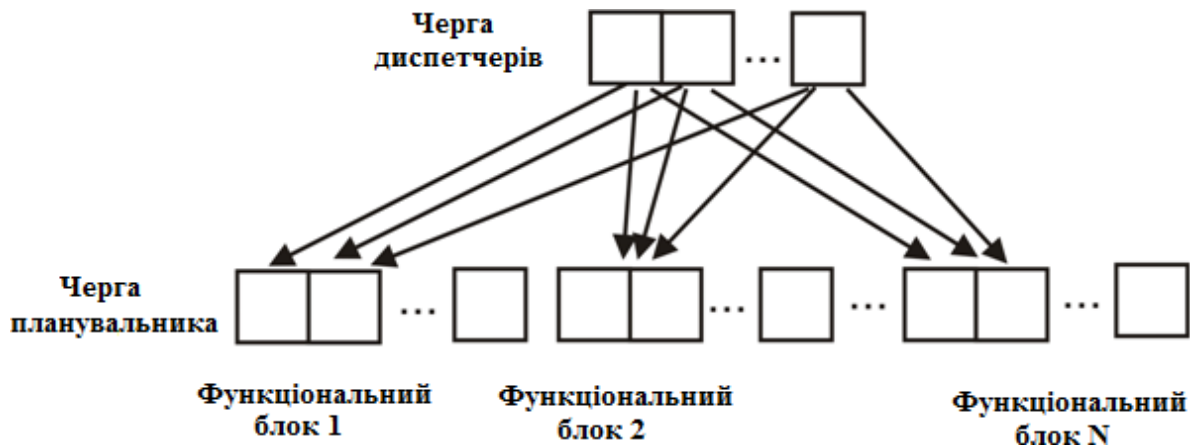 Черга
диспетчерів
...
Черга
планувальника
... ... ... ...
Функціональний
блок 1
Функціональний
блок 2
Функціональний
блок N